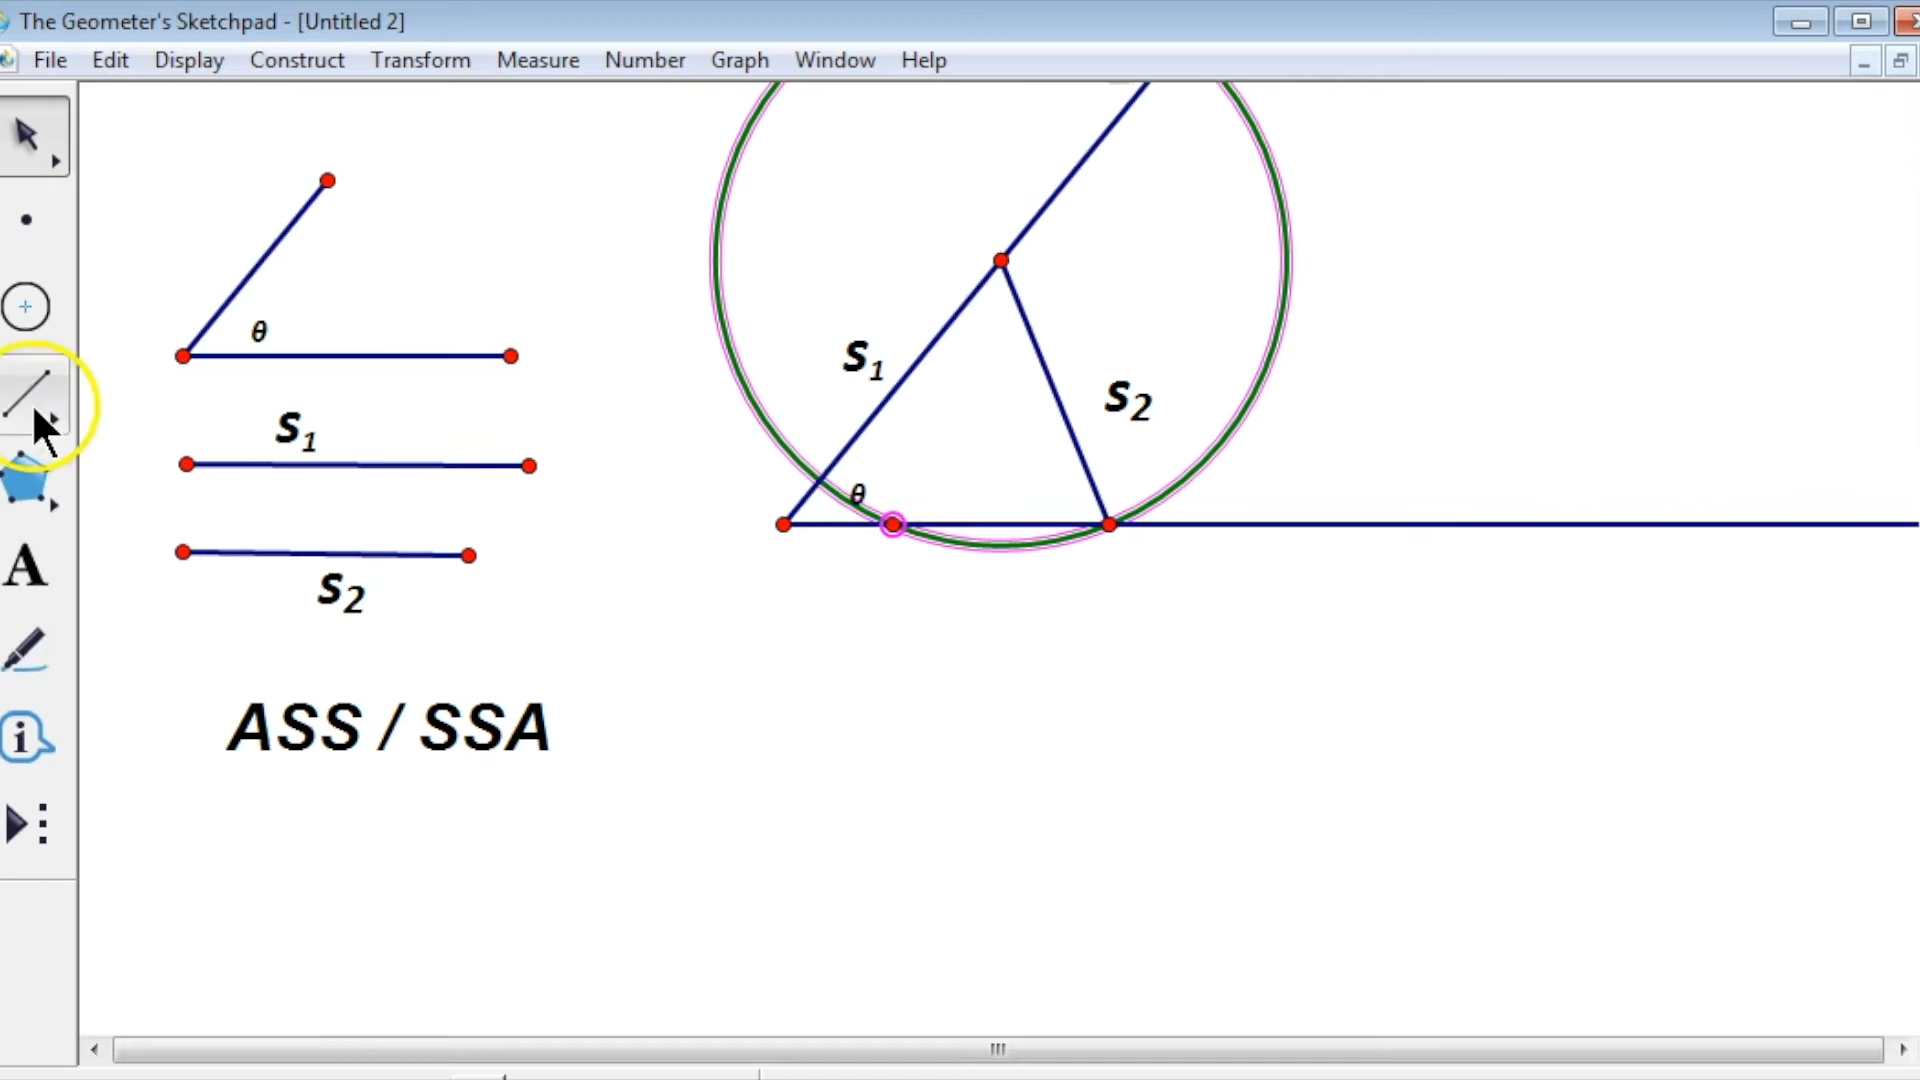 The Geometer's Sketchpad - [Untitled 2]
File Edit Display Construct Transform Measure Number Graph Window Help
θ
S₁
S₂
ASS / SSA
S₁
S₂
θ
A
i